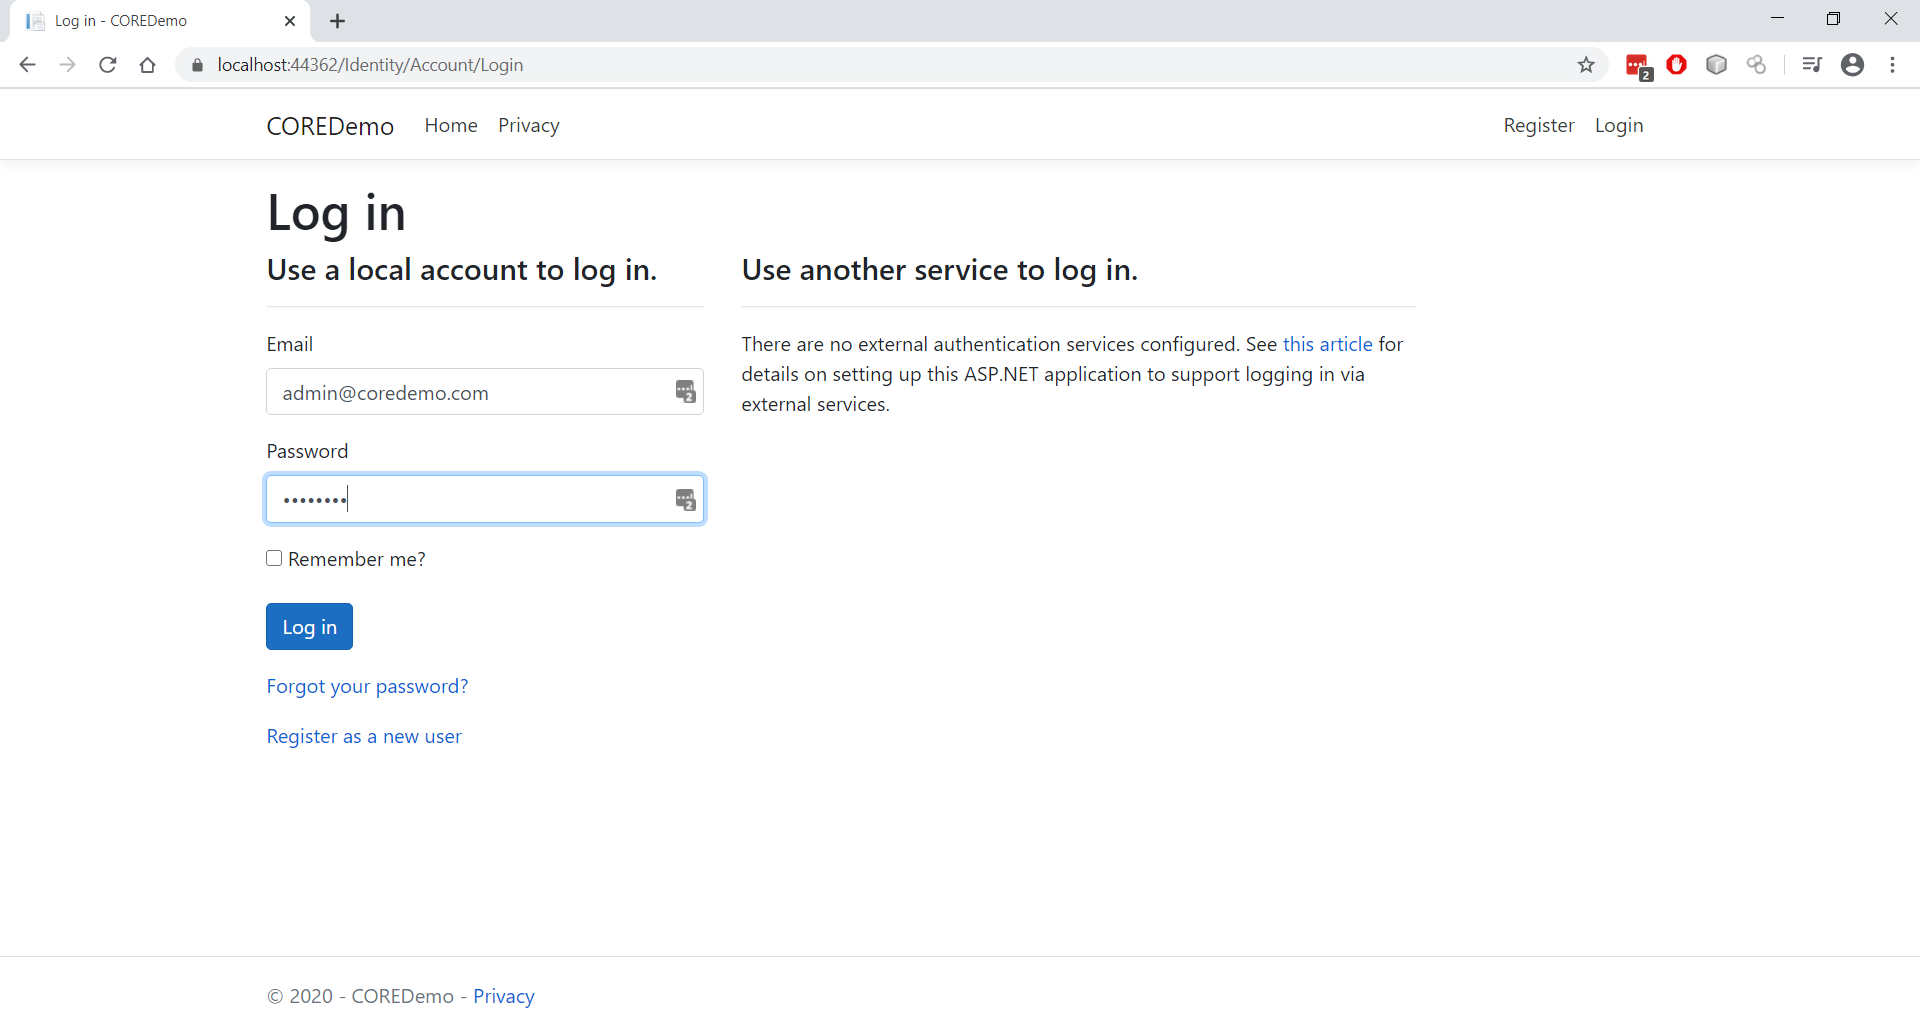 Log in - COREDemo
localhost:44362/Identity/Account/Login
2
COREDemo Home Privacy Register Login
Log in
Use a local account to log in.
Email
admin@coredemo.com
2
Password
••••••••
2
Remember me?
Log in
Forgot your password?
Register as a new user
Use another service to log in.
There are no external authentication services configured. See this article for
details on setting up this ASP.NET application to support logging in via
external services.
© 2020 - COREDemo - Privacy